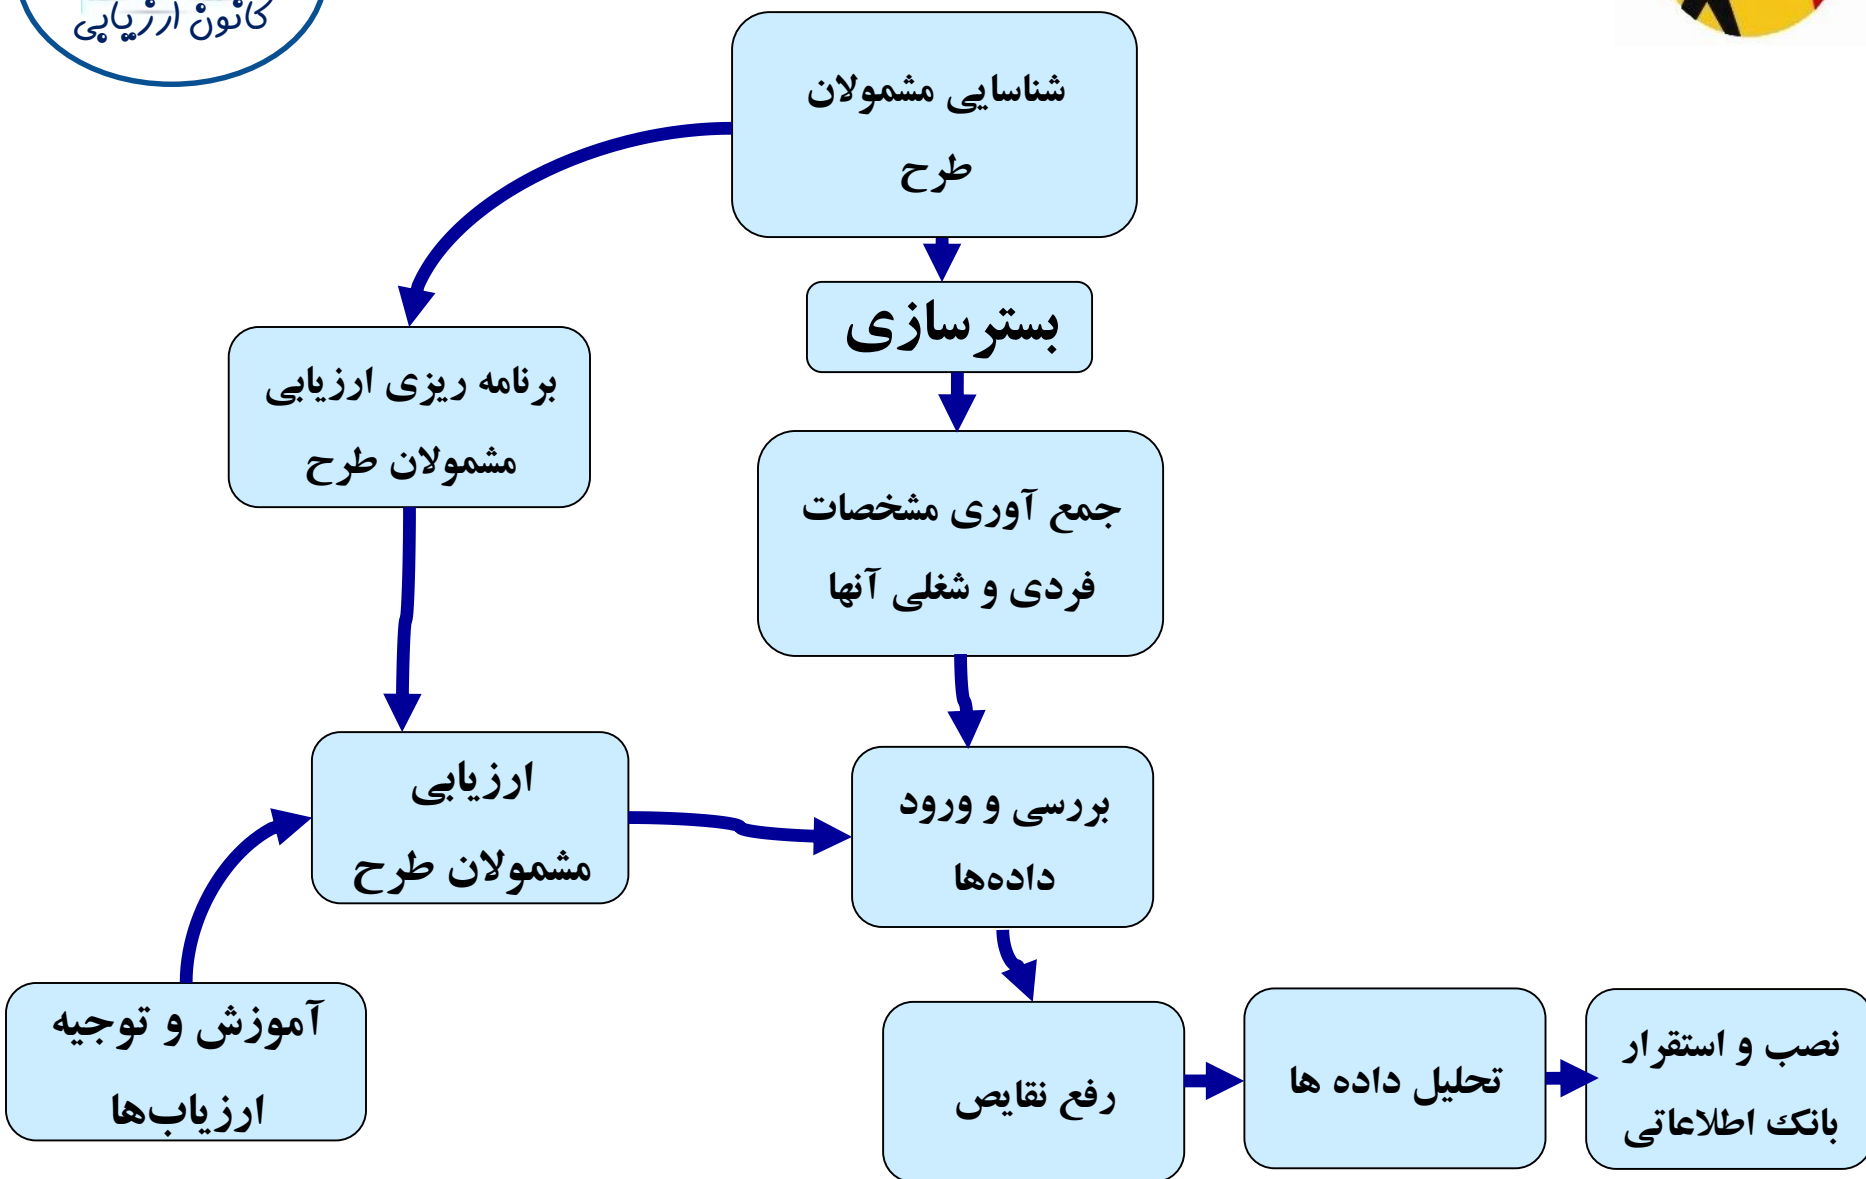 کانون ارزیابی
شناسایی مشمولان
طرح
بسترسازی
برنامه ریزی ارزیابی
مشمولان طرح
جمع آوری مشخصات
فردی و شغلی آنها
ارزیابی
مشمولان طرح
بررسی و ورود
داده‌ها
آموزش و توجیه
ارزیاب‌ها
رفع نقایص
تحلیل داده ها
نصب و استقرار
بانک اطلاعاتی